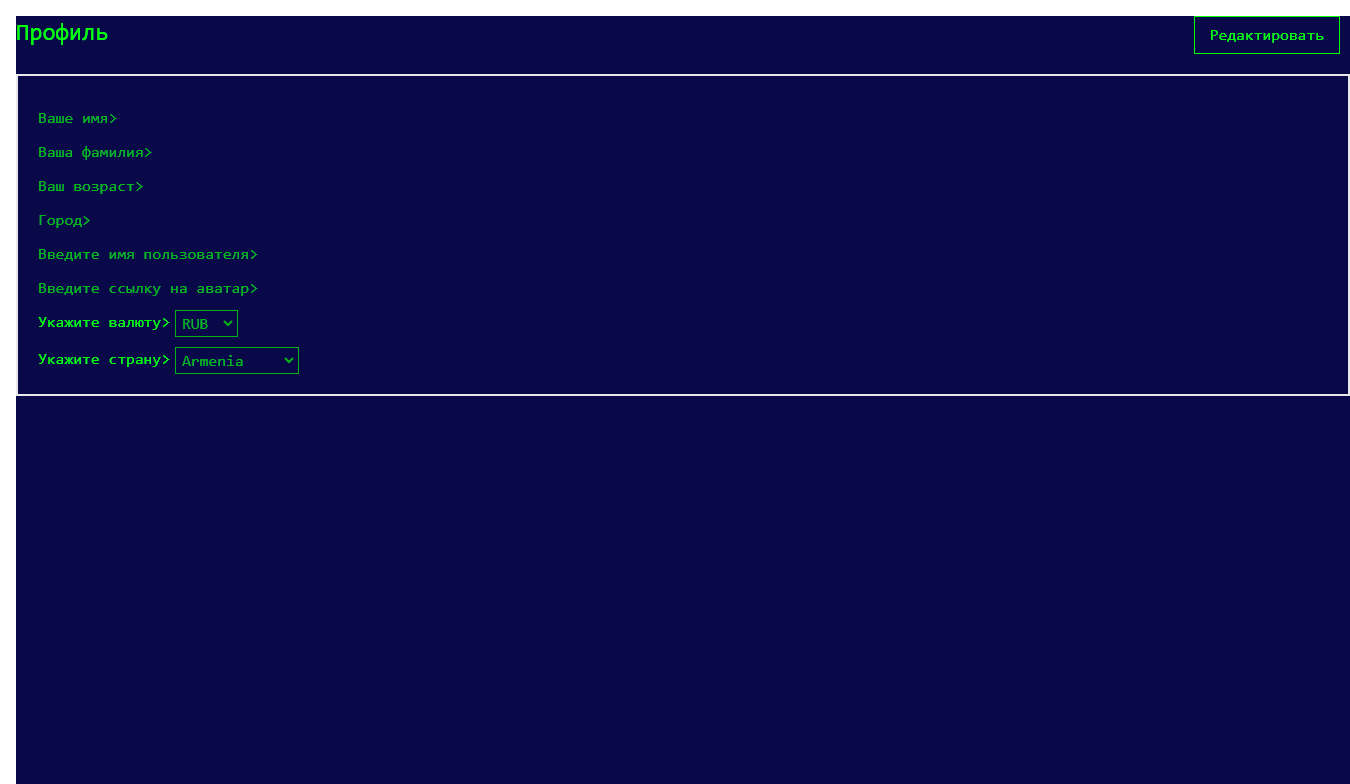 Профиль
Редактировать
Ваше имя>
Ваша фамилия>
Ваш возраст>
Город>
Введите имя пользователя>
Введите ссылку на аватар>
Укажите валюту> RUB
Укажите страну> Armenia